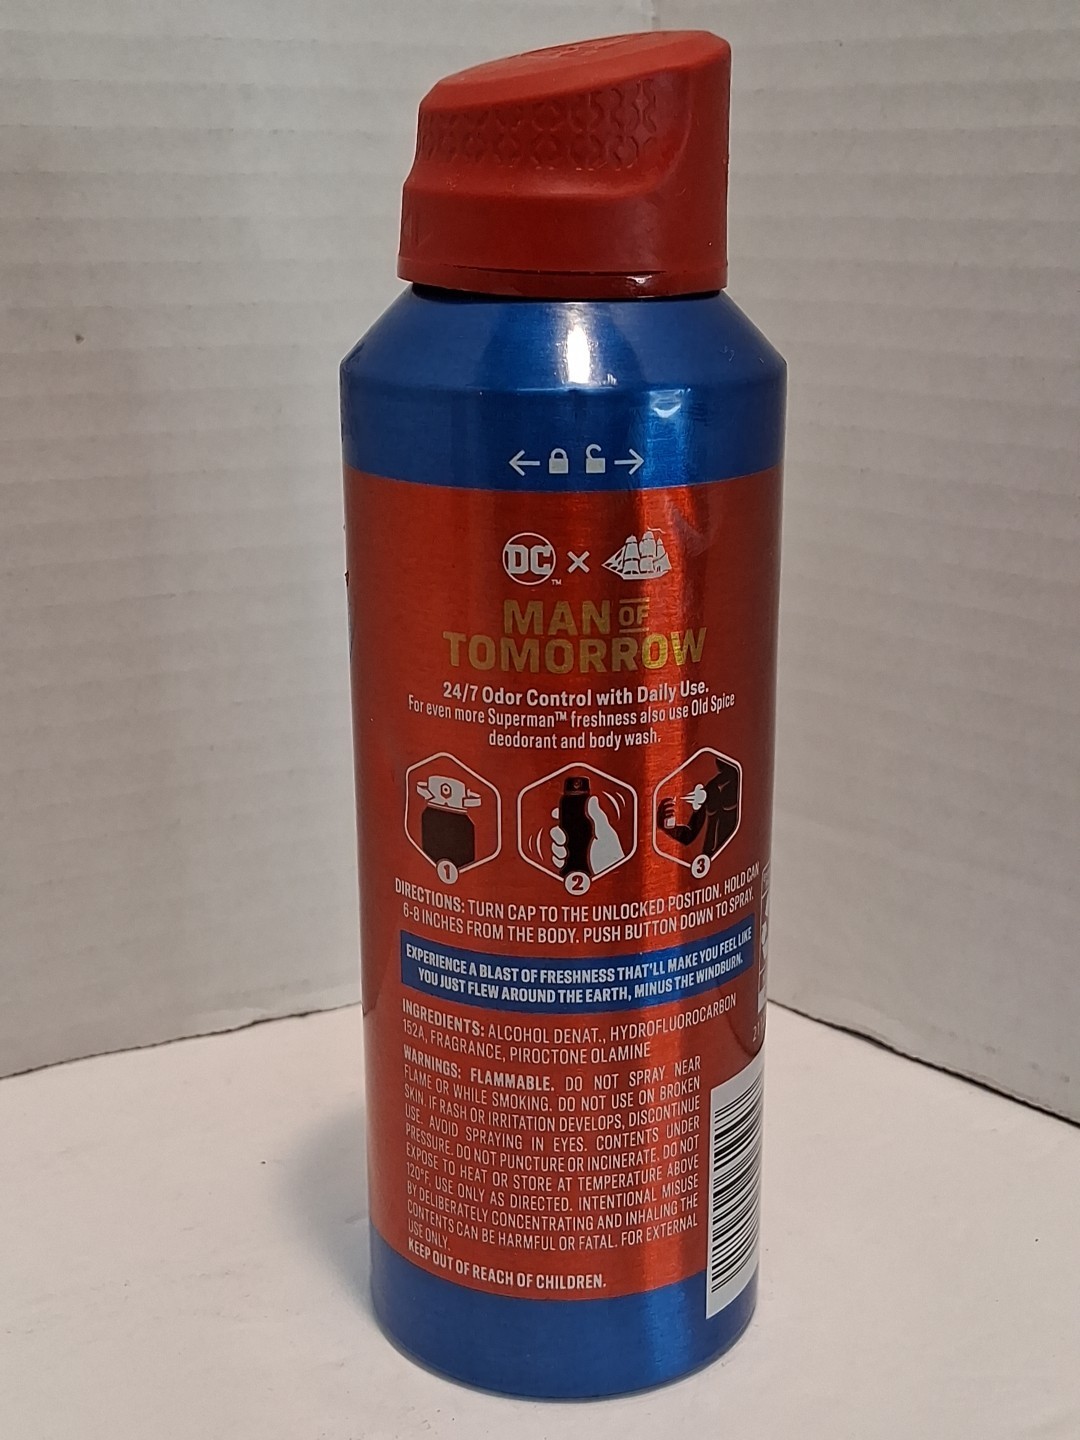 DC™ ×
MAN OF
TOMORROW
24/7 Odor Control with Daily Use.
For even more Superman™ freshness also use Old Spice
deodorant and body wash.
1 2 3
DIRECTIONS: TURN CAP TO THE UNLOCKED POSITION. HOLD CAN
6-8 INCHES FROM THE BODY. PUSH BUTTON DOWN TO SPRAY.
EXPERIENCE A BLAST OF FRESHNESS THAT'LL MAKE YOU FEEL LIKE
YOU JUST FLEW AROUND THE EARTH, MINUS THE WINDBURN.
INGREDIENTS: ALCOHOL DENAT., HYDROFLUOROCARBON
152A, FRAGRANCE, PIROCTONE OLAMINE
WARNINGS: FLAMMABLE. DO NOT SPRAY NEAR
FLAME OR WHILE SMOKING. DO NOT USE ON BROKEN
SKIN. IF RASH OR IRRITATION DEVELOPS, DISCONTINUE
USE. AVOID SPRAYING IN EYES. CONTENTS UNDER
PRESSURE. DO NOT PUNCTURE OR INCINERATE. DO NOT
EXPOSE TO HEAT OR STORE AT TEMPERATURE ABOVE
120°F. USE ONLY AS DIRECTED. INTENTIONAL MISUSE
BY DELIBERATELY CONCENTRATING AND INHALING THE
CONTENTS CAN BE HARMFUL OR FATAL. FOR EXTERNAL
USE ONLY.
KEEP OUT OF REACH OF CHILDREN.